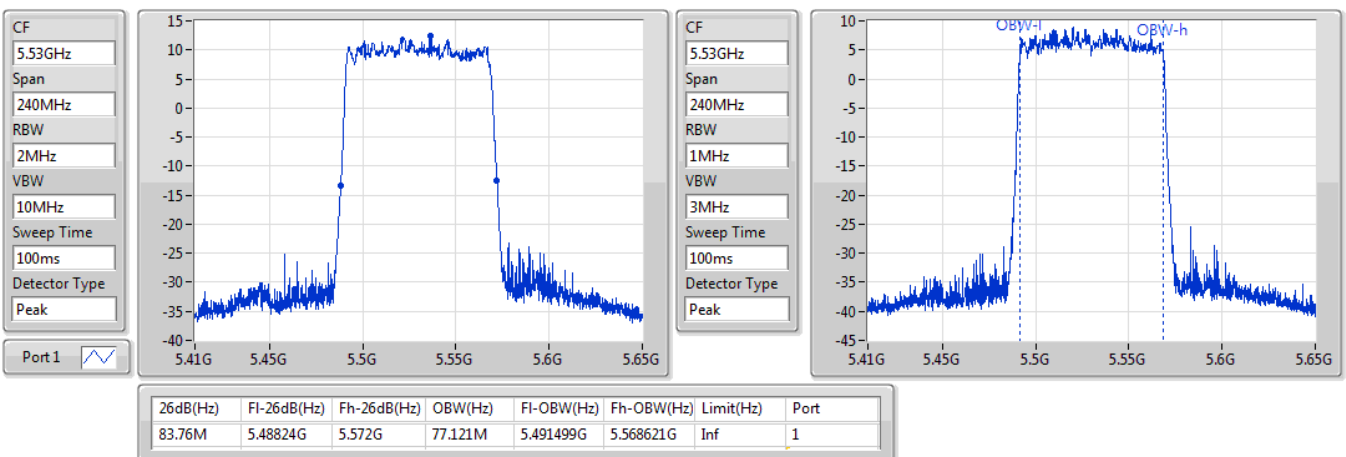 CF
5.53GHz
Span
240MHz
RBW
2MHz
VBW
10MHz
Sweep Time
100ms
Detector Type
Peak
Port 1
15
10
5
0
-5
-10
-15
-20
-25
-30
-35
-40
5.41G 5.45G 5.5G 5.55G 5.6G 5.65G
CF
5.53GHz
Span
240MHz
RBW
1MHz
VBW
3MHz
Sweep Time
100ms
Detector Type
Peak
OBW-l OBW-h
10
5
0
-5
-10
-15
-20
-25
-30
-35
-40
-45
5.41G 5.45G 5.5G 5.55G 5.6G 5.65G
26dB(Hz) Fl-26dB(Hz) Fh-26dB(Hz) OBW(Hz) Fl-OBW(Hz) Fh-OBW(Hz) Limit(Hz) Port
83.76M 5.48824G 5.572G 77.121M 5.491499G 5.568621G Inf 1